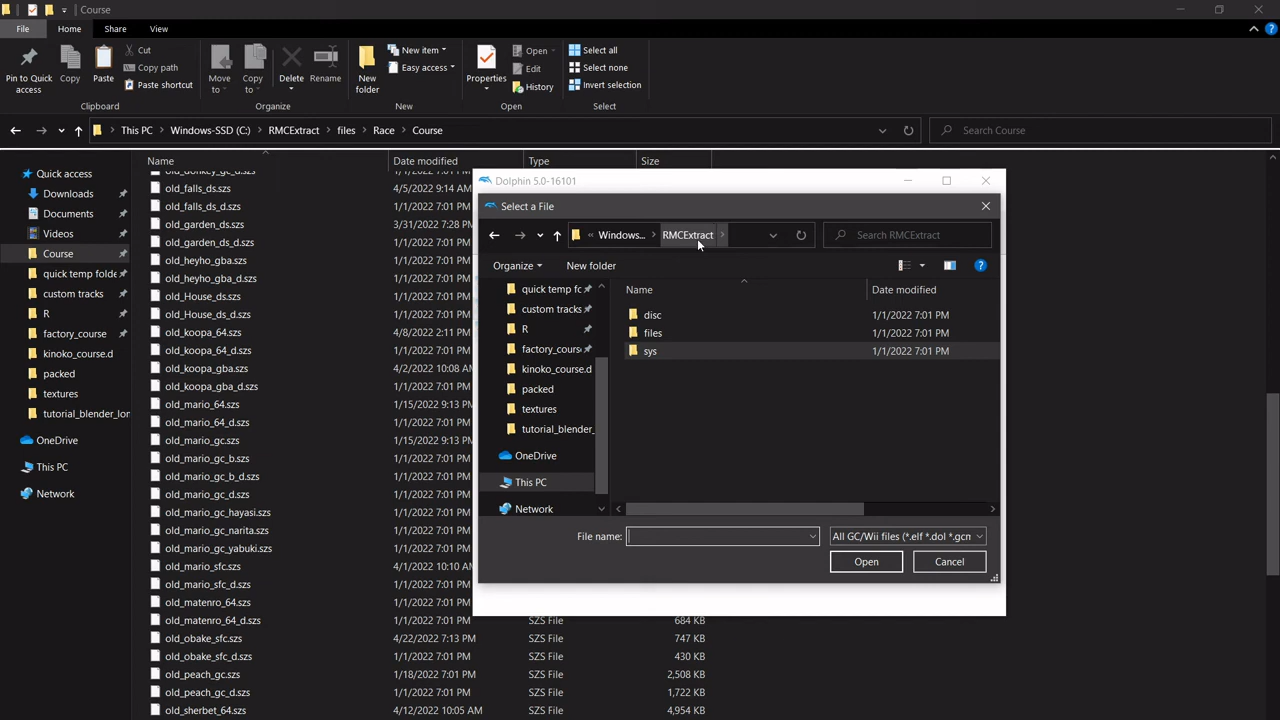 Course
File
Home
Share
View
Pin to Quick access
Copy
Paste
Cut
Copy path
Paste shortcut
Clipboard
Move to
Copy to
Delete
Rename
Organize
New folder
New item
Easy access
New
Properties
Open
Edit
History
Open
Select all
Select none
Invert selection
Select
This PC
Windows-SSD (C:)
RMCExtract
files
Race
Course
Search Course
Quick access
Downloads
Documents
Videos
Course
quick temp folde
custom tracks
R
factory_course
kinoko_course.d
packed
textures
tutorial_blender_lon
OneDrive
This PC
Network
Name Date modified Type Size
old_donkey_gc_d.szs 1/1/2022 7:01 PM
old_falls_ds.szs 4/5/2022 9:14 AM
old_falls_ds_d.szs 1/1/2022 7:01 PM
old_garden_ds.szs 3/31/2022 7:28 PM
old_garden_ds_d.szs 1/1/2022 7:01 PM
old_heyho_gba.szs 1/1/2022 7:01 PM
old_heyho_gba_d.szs 1/1/2022 7:01 PM
old_House_ds.szs 1/1/2022 7:01 PM
old_House_ds_d.szs 1/1/2022 7:01 PM
old_koopa_64.szs 4/8/2022 2:11 PM
old_koopa_64_d.szs 1/1/2022 7:01 PM
old_koopa_gba.szs 4/2/2022 10:08 AM
old_koopa_gba_d.szs 1/1/2022 7:01 PM
old_mario_64.szs 1/15/2022 9:13 PM
old_mario_64_d.szs 1/1/2022 7:01 PM
old_mario_gc.szs 1/15/2022 9:13 PM
old_mario_gc_b.szs 1/1/2022 7:01 PM
old_mario_gc_b_d.szs 1/1/2022 7:01 PM
old_mario_gc_d.szs 1/1/2022 7:01 PM
old_mario_gc_hayasi.szs 1/1/2022 7:01 PM
old_mario_gc_narita.szs 1/1/2022 7:01 PM
old_mario_gc_yabuki.szs 1/1/2022 7:01 PM
old_mario_sfc.szs 4/10/2022 10:10 AM
old_mario_sfc_d.szs 1/1/2022 7:01 PM
old_matenro_64.szs 1/1/2022 7:01 PM
old_matenro_64_d.szs 1/1/2022 7:01 PM SZS File 684 KB
old_obake_sfc.szs 4/22/2022 7:13 PM SZS File 747 KB
old_obake_sfc_d.szs 1/1/2022 7:01 PM SZS File 430 KB
old_peach_gc.szs 1/18/2022 7:01 PM SZS File 2,508 KB
old_peach_gc_d.szs 1/1/2022 7:01 PM SZS File 1,722 KB
old_sherbet_64.szs 4/12/2022 10:05 AM SZS File 4,954 KB
Dolphin 5.0-16101
Select a File
« Windows... RMCExtract
Search RMCExtract
Organize New folder
quick temp fc
custom tracks
R
factory_cours
kinoko_course.d
packed
textures
tutorial_blender_
OneDrive
This PC
Network
Name Date modified
disc 1/1/2022 7:01 PM
files 1/1/2022 7:01 PM
sys 1/1/2022 7:01 PM
File name:
All GC/Wii files (*.elf *.dol *.gcm
Open Cancel